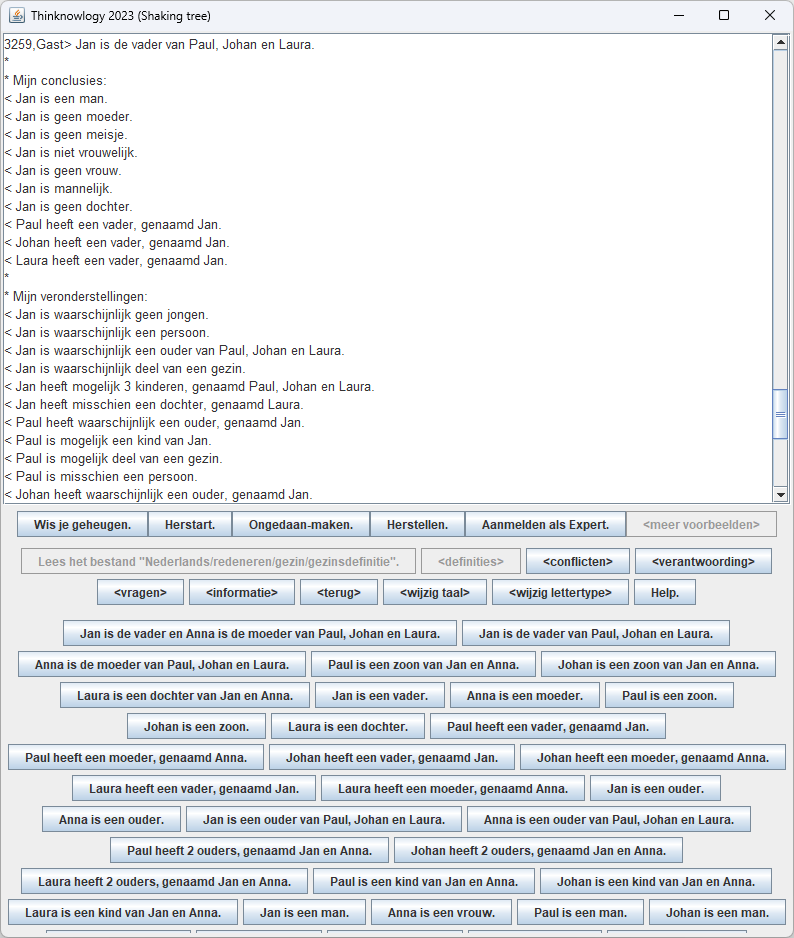 Thinknowlogy 2023 (Shaking tree)
3259,Gast> Jan is de vader van Paul, Johan en Laura.
*
* Mijn conclusies:
< Jan is een man.
< Jan is geen moeder.
< Jan is geen meisje.
< Jan is niet vrouwelijk.
< Jan is geen vrouw.
< Jan is mannelijk.
< Jan is geen dochter.
< Paul heeft een vader, genaamd Jan.
< Johan heeft een vader, genaamd Jan.
< Laura heeft een vader, genaamd Jan.
*
* Mijn veronderstellingen:
< Jan is waarschijnlijk geen jongen.
< Jan is waarschijnlijk een persoon.
< Jan is waarschijnlijk een ouder van Paul, Johan en Laura.
< Jan is waarschijnlijk deel van een gezin.
< Jan heeft mogelijk 3 kinderen, genaamd Paul, Johan en Laura.
< Jan heeft misschien een dochter, genaamd Laura.
< Paul heeft waarschijnlijk een ouder, genaamd Jan.
< Paul is mogelijk een kind van Jan.
< Paul is mogelijk deel van een gezin.
< Paul is misschien een persoon.
< Johan heeft waarschijnlijk een ouder, genaamd Jan.
Wis je geheugen. Herstart. Ongedaan-maken. Herstellen. Aanmelden als Expert. <meer voorbeelden>
Lees het bestand "Nederlands/redeneren/gezin/gezinsdefinitie". <definities> <conflicten> <verantwoording>
<vragen> <informatie> <terug> <wijzig taal> <wijzig lettertype> Help.
Jan is de vader en Anna is de moeder van Paul, Johan en Laura. Jan is de vader van Paul, Johan en Laura.
Anna is de moeder van Paul, Johan en Laura. Paul is een zoon van Jan en Anna. Johan is een zoon van Jan en Anna.
Laura is een dochter van Jan en Anna. Jan is een vader. Anna is een moeder. Paul is een zoon.
Johan is een zoon. Laura is een dochter. Paul heeft een vader, genaamd Jan.
Paul heeft een moeder, genaamd Anna. Johan heeft een vader, genaamd Jan. Johan heeft een moeder, genaamd Anna.
Laura heeft een vader, genaamd Jan. Laura heeft een moeder, genaamd Anna. Jan is een ouder.
Anna is een ouder. Jan is een ouder van Paul, Johan en Laura. Anna is een ouder van Paul, Johan en Laura.
Paul heeft 2 ouders, genaamd Jan en Anna. Johan heeft 2 ouders, genaamd Jan en Anna.
Laura heeft 2 ouders, genaamd Jan en Anna. Paul is een kind van Jan en Anna. Johan is een kind van Jan en Anna.
Laura is een kind van Jan en Anna. Jan is een man. Anna is een vrouw. Paul is een man. Johan is een man.